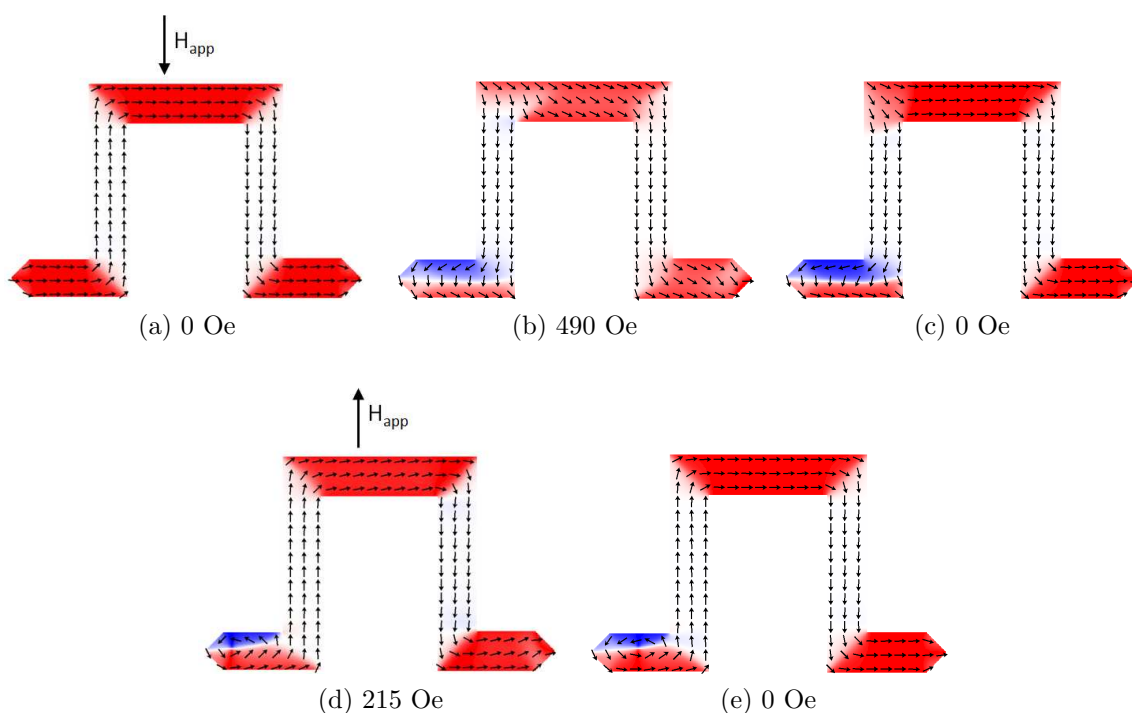 H_app
(a) 0 Oe
(b) 490 Oe
(c) 0 Oe
H_app
(d) 215 Oe
(e) 0 Oe